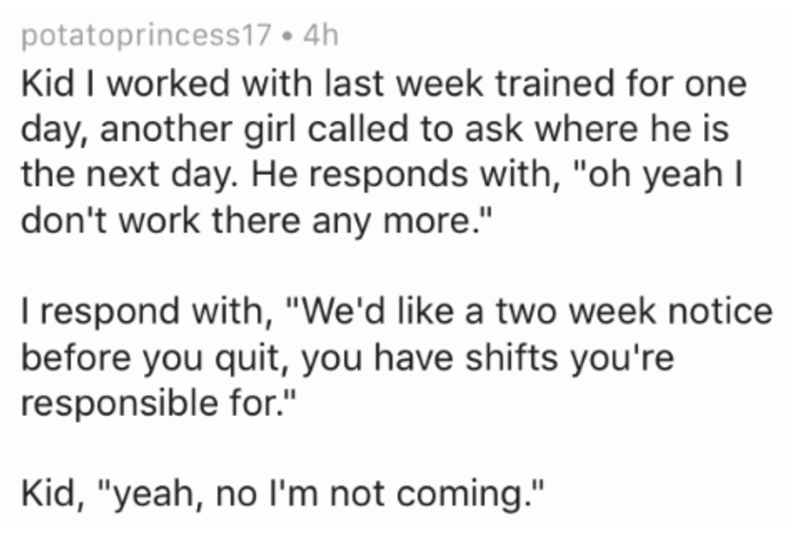 potatoprincess17 • 4h
Kid I worked with last week trained for one
day, another girl called to ask where he is
the next day. He responds with, "oh yeah I
don't work there any more."
I respond with, "We'd like a two week notice
before you quit, you have shifts you're
responsible for."
Kid, "yeah, no I'm not coming."